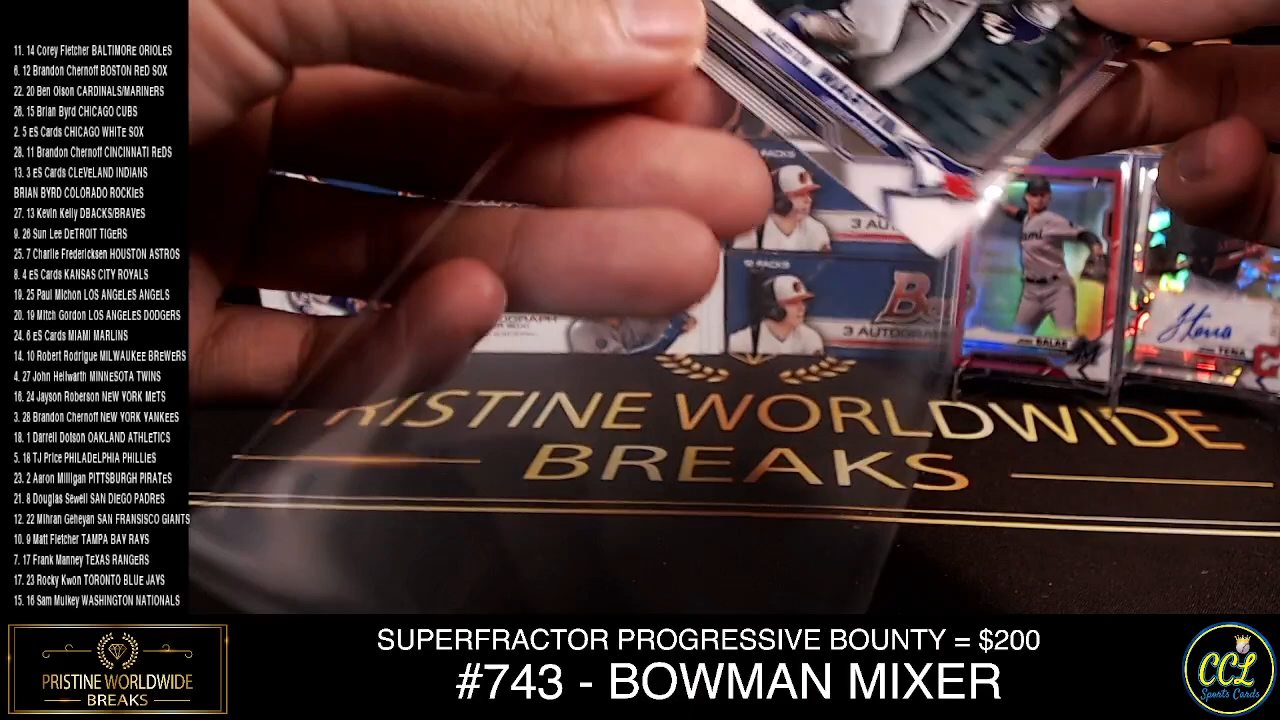 11. 14 Corey Fletcher BALTIMORE ORIOLES
6. 12 Brandon Chernoff BOSTON RED SOX
22. 20 Ben Olson CARDINALS/MARINERS
26. 15 Brian Byrd CHICAGO CUBS
2. 5 eS Cards CHICAGO WHITe SOX
28. 11 Brandon Chernoff CINCINNATI ReDS
13. 3 eS Cards CLeVeLAND INDIANS
BRIAN BYRD COLORADO ROCKIeS
27. 13 Kevin Kelly DBACKS/BRAVeS
9. 26 Sun Lee DeTROIT TIGeRS
25. 7 Charlie Fredericksen HOUSTON ASTROS
8. 4 eS Cards KANSAS CITY ROYALS
19. 25 Paul Michon LOS ANGeLeS ANGeLS
20. 19 Mitch Gordon LOS ANGELES DODGERS
24. 6 eS Cards MIAMI MARLINS
14. 10 Robert Rodrigue MILWAUKee BReWeRS
4. 27 John Hellwarth MINNeSOTA TWINS
16. 24 Jayson Roberson NeW YORK MeTS
3. 28 Brandon Chernoff NeW YORK YANKeeS
18. 1 Darrell Dotson OAKLAND ATHLeTICS
5. 18 TJ Price PHILADeLPHIA PHILLIeS
23. 2 Aaron Milligan PITTSBURGH PIRATeS
21. 8 Douglas Sewell SAN DIEGO PADRES
12. 22 Mihran Geheyan SAN FRANSISCO GIANTS
10. 9 Matt Fletcher TAMPA BAY RAYS
7. 17 Frank Manney TeXAS RANGERS
17. 23 Rocky Kwon TORONTO BLUe JAYS
15. 16 Sam Mulkey WASHINGTON NATIONALS
PACKS
3 AU
PACKS
3 AUTOGRAPH
TENA
PRISTINE WORLDWIDE
BREAKS
PRISTINE WORLDWIDE
BREAKS
SUPERFRACTOR PROGRESSIVE BOUNTY = $200
#743 - BOWMAN MIXER
CCL
Sports Cards